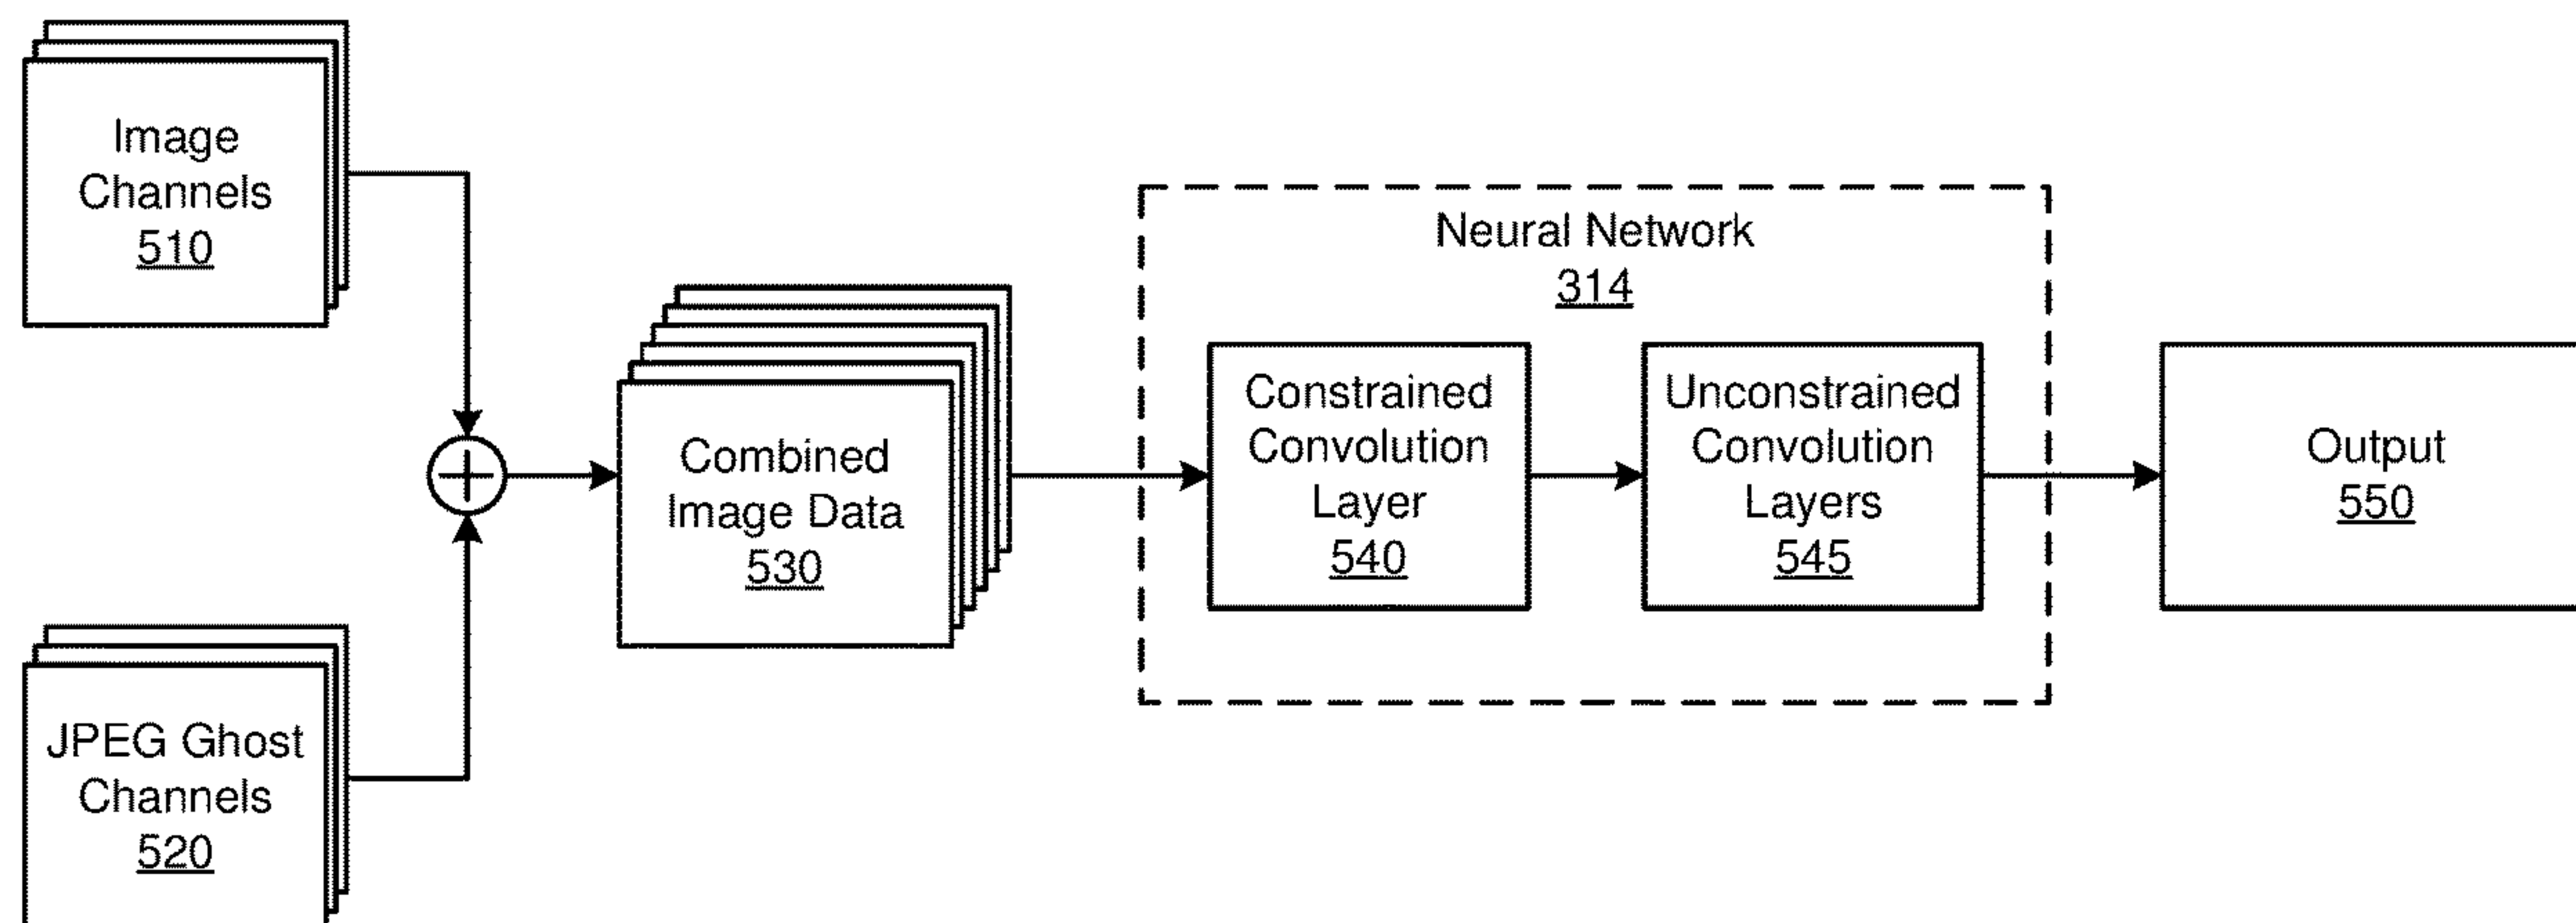 Image
Channels
510
JPEG Ghost
Channels
520
Combined
Image Data
530
Neural Network
314
Constrained
Convolution
Layer
540
Unconstrained
Convolution
Layers
545
Output
550